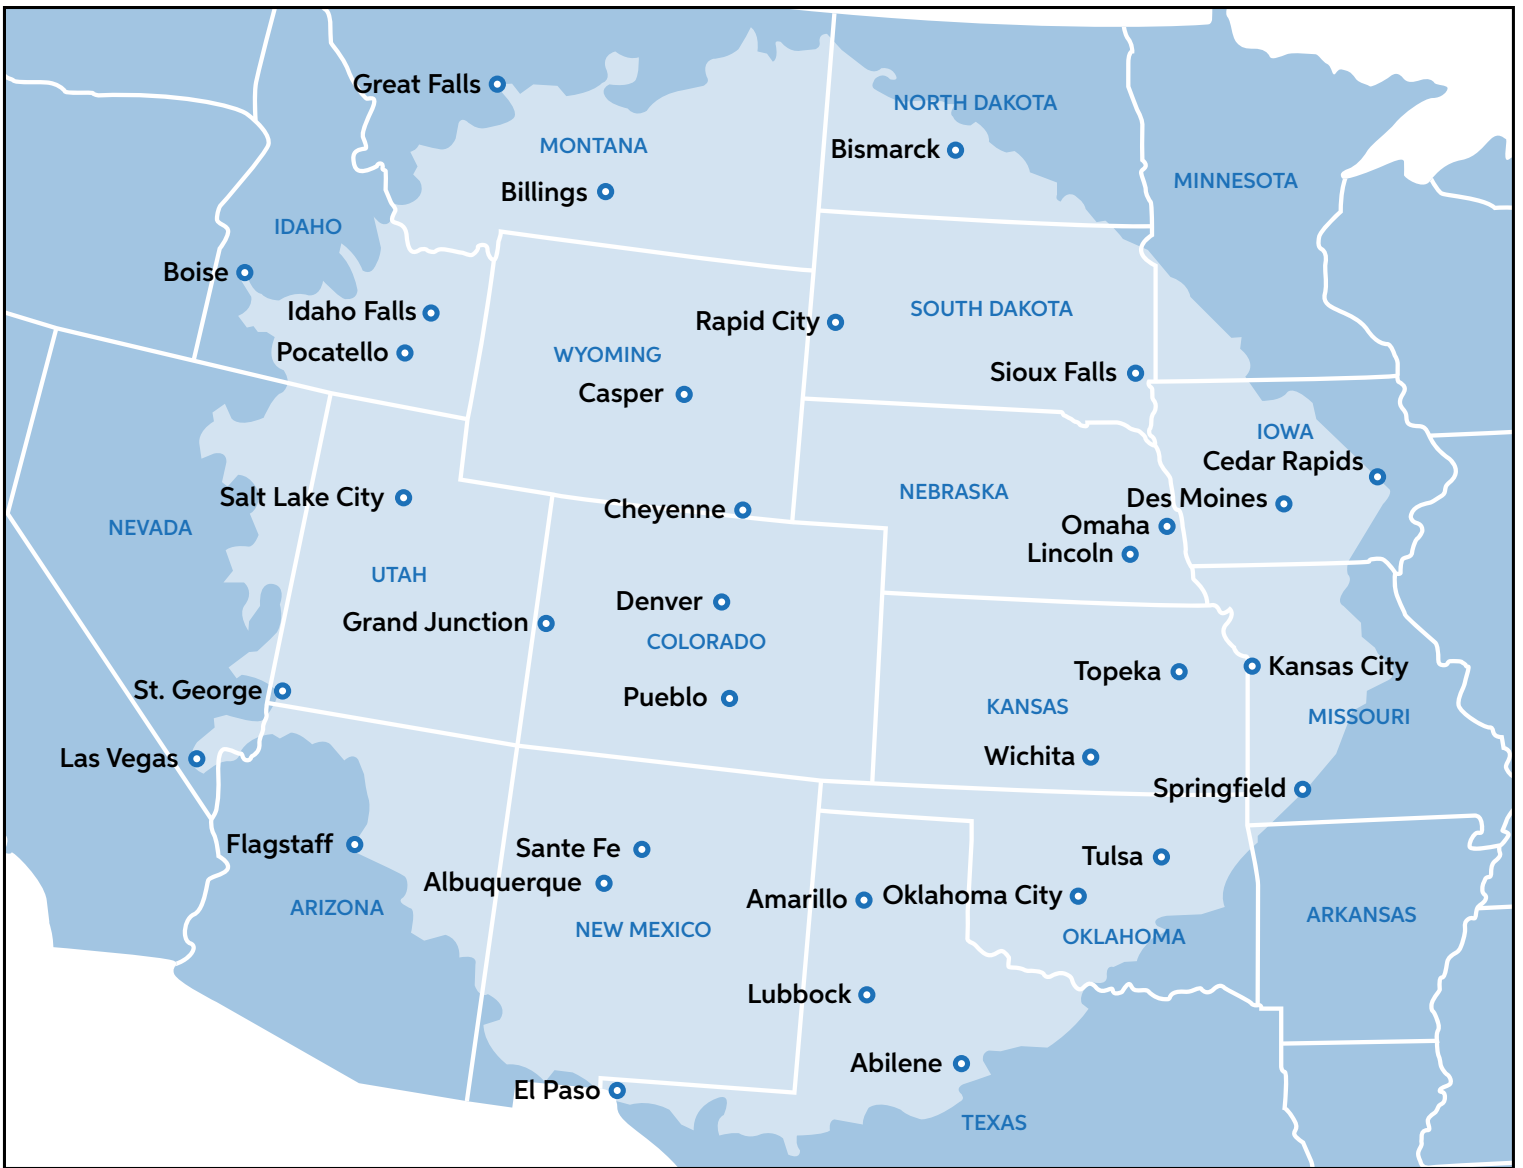 Great Falls
NORTH DAKOTA
MONTANA
Bismarck
MINNESOTA
Billings
IDAHO
Boise
Idaho Falls
SOUTH DAKOTA
Rapid City
Pocatello
WYOMING
Sioux Falls
Casper
IOWA
Cedar Rapids
Salt Lake City
NEBRASKA
Des Moines
Cheyenne
Omaha
NEVADA
Lincoln
UTAH
Denver
Grand Junction
COLORADO
Kansas City
Topeka
St. George
Pueblo
KANSAS
MISSOURI
Las Vegas
Wichita
Springfield
Flagstaff
Sante Fe
Tulsa
Albuquerque
Amarillo
Oklahoma City
ARIZONA
ARKANSAS
NEW MEXICO
OKLAHOMA
Lubbock
Abilene
El Paso
TEXAS